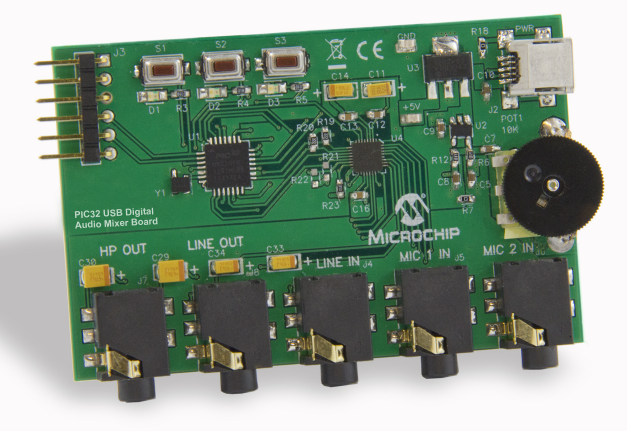 J3
S1
S2
S3
CE
GND
R18
PWR
U3
C14
C11
C10
J2
D1
R3
D2
R4
D3
R5
+
+
+5V
POT1
10K
U1
R20
R19
C13
C12
U4
C9
U2
C7
R21
R12
R6
R22
C8
C5
Y1
R23
C16
R7
PIC32 USB Digital
Audio Mixer Board
MICROCHIP
HP OUT
LINE OUT
LINE IN
J4
MIC 1 IN
J5
MIC 2 IN
C30
+
C29
+
C34
+
C33
+
J7